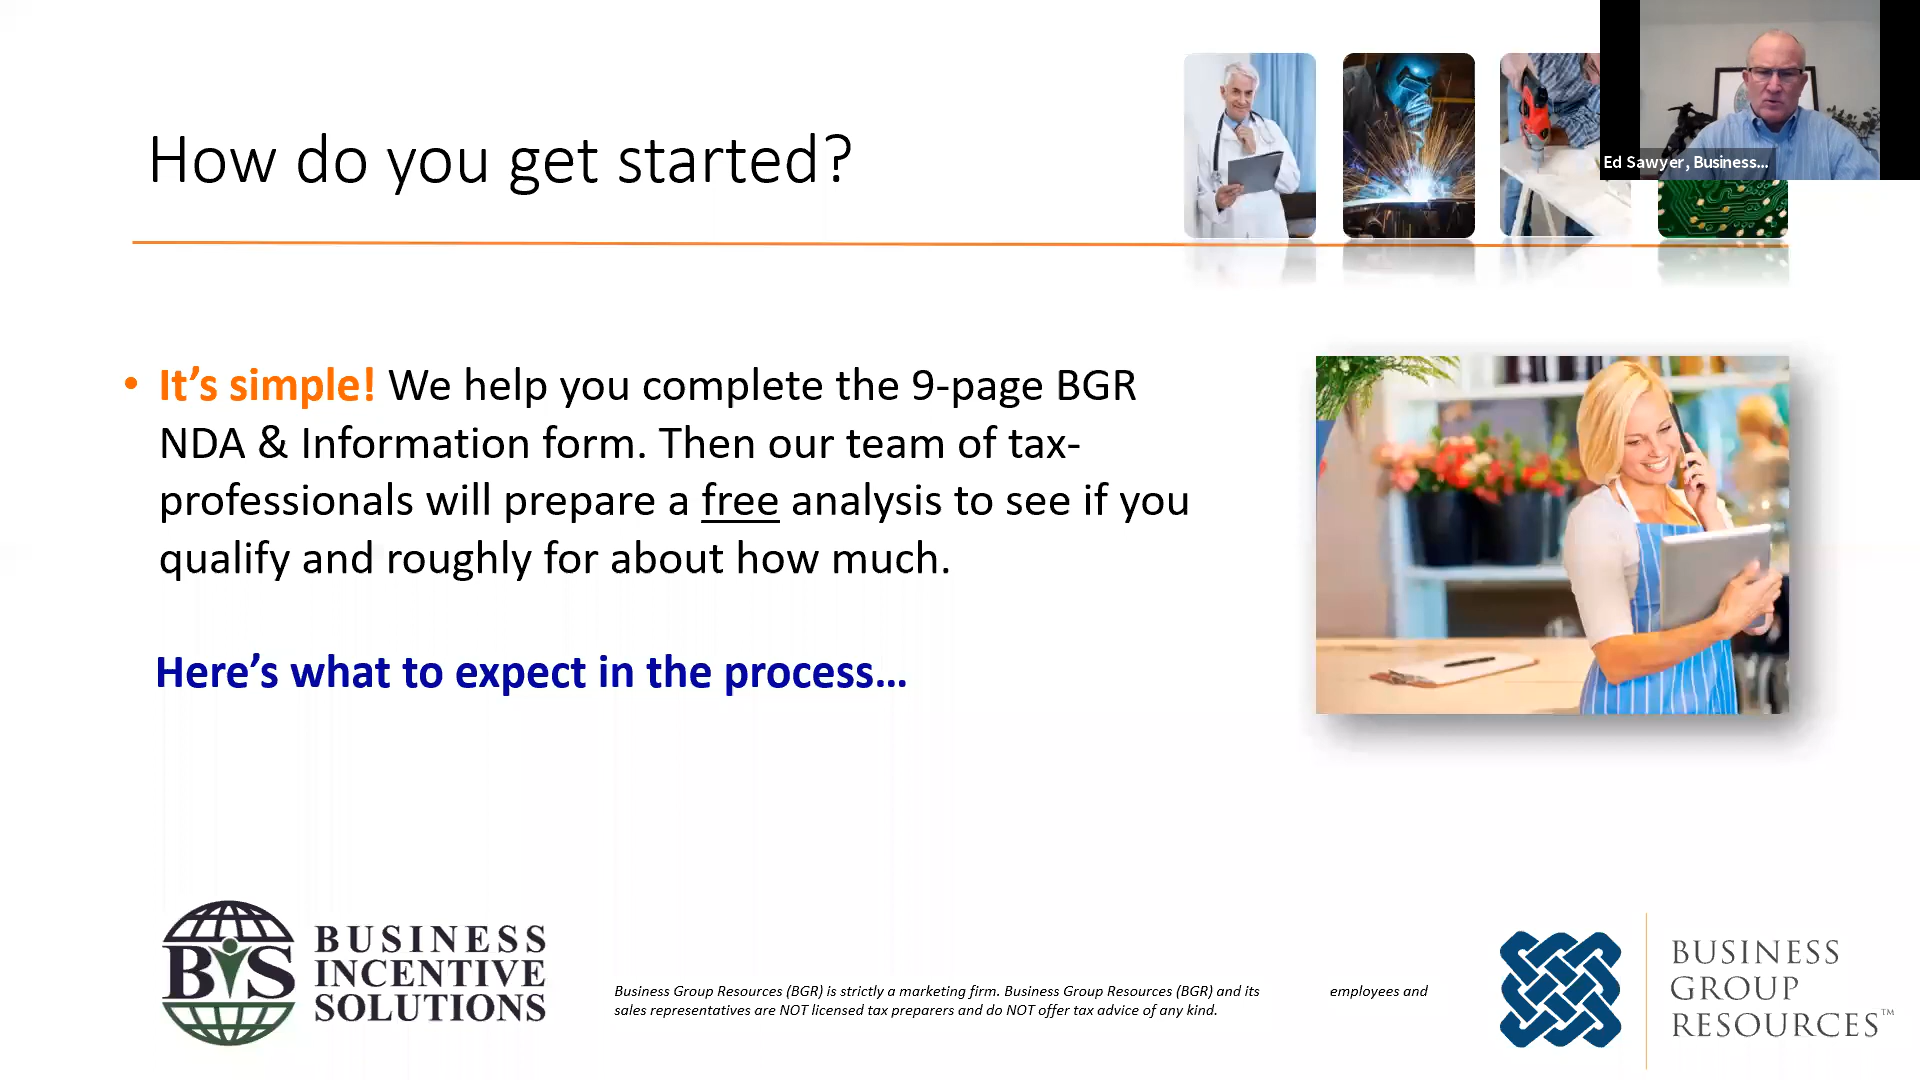 How do you get started?
Ed Sawyer, Business...
• It’s simple! We help you complete the 9-page BGR
NDA & Information form. Then our team of tax-
professionals will prepare a free analysis to see if you
qualify and roughly for about how much.
Here’s what to expect in the process…
BIS
BUSINESS
INCENTIVE
SOLUTIONS
Business Group Resources (BGR) is strictly a marketing firm. Business Group Resources (BGR) and its employees and
sales representatives are NOT licensed tax preparers and do NOT offer tax advice of any kind.
BUSINESS
GROUP
RESOURCES™